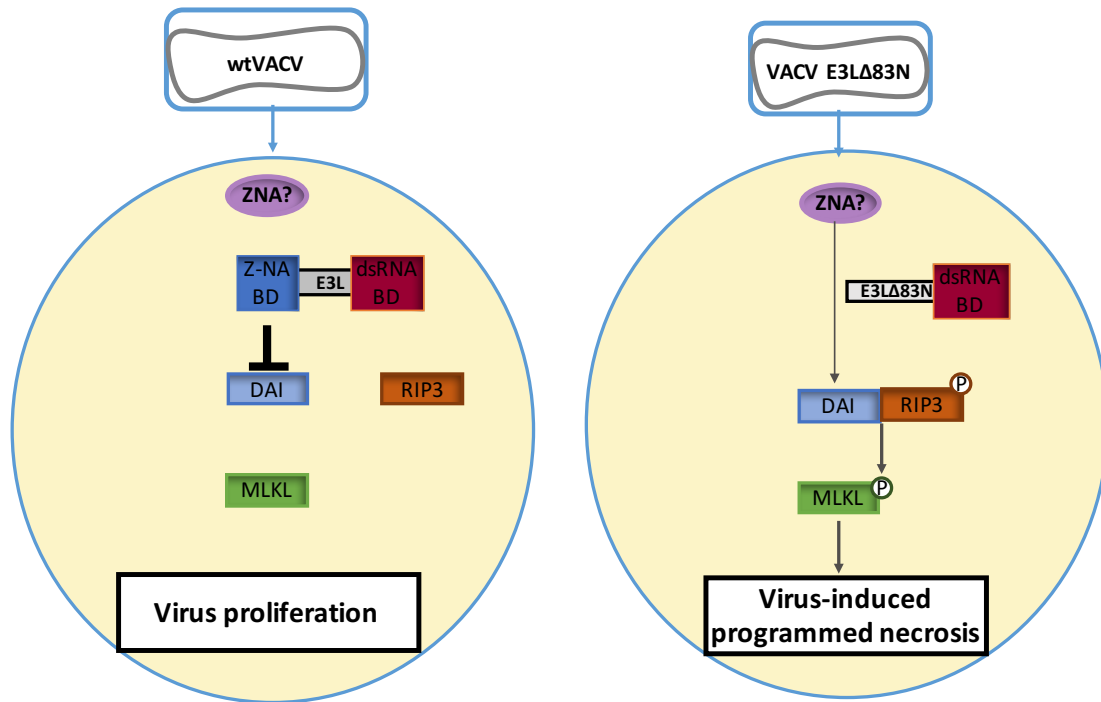 wtVACV
ZNA?
Z-NA
BD
E3L
dsRNA
BD
DAI
RIP3
MLKL
Virus proliferation
VACV E3LΔ83N
ZNA?
E3LΔ83N
dsRNA
BD
DAI
RIP3
P
MLKL
P
Virus-induced
programmed necrosis